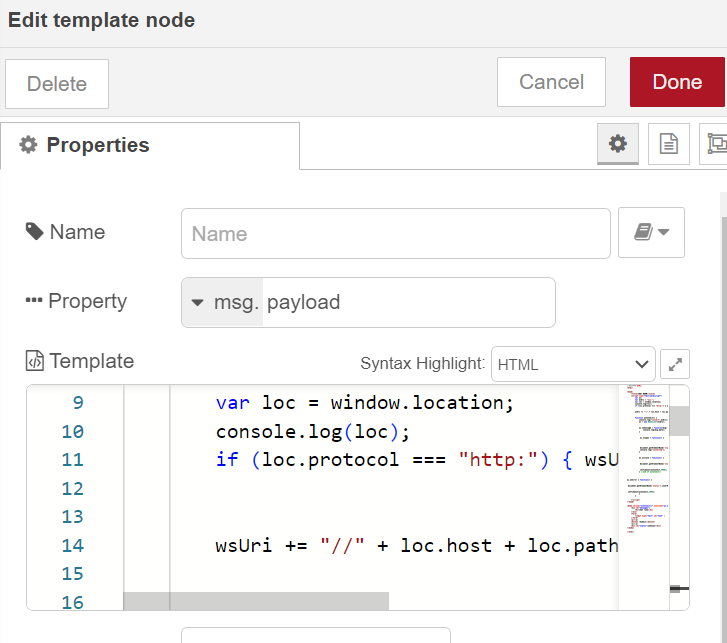 Edit template node
Delete
Cancel
Done
Properties
Name
Name
Property
msg. payload
Template
Syntax Highlight:
HTML
9 var loc = window.location;
10 console.log(loc);
11 if (loc.protocol === "http:") { wsU
12
13
14 wsUri += "//" + loc.host + loc.path
15
16